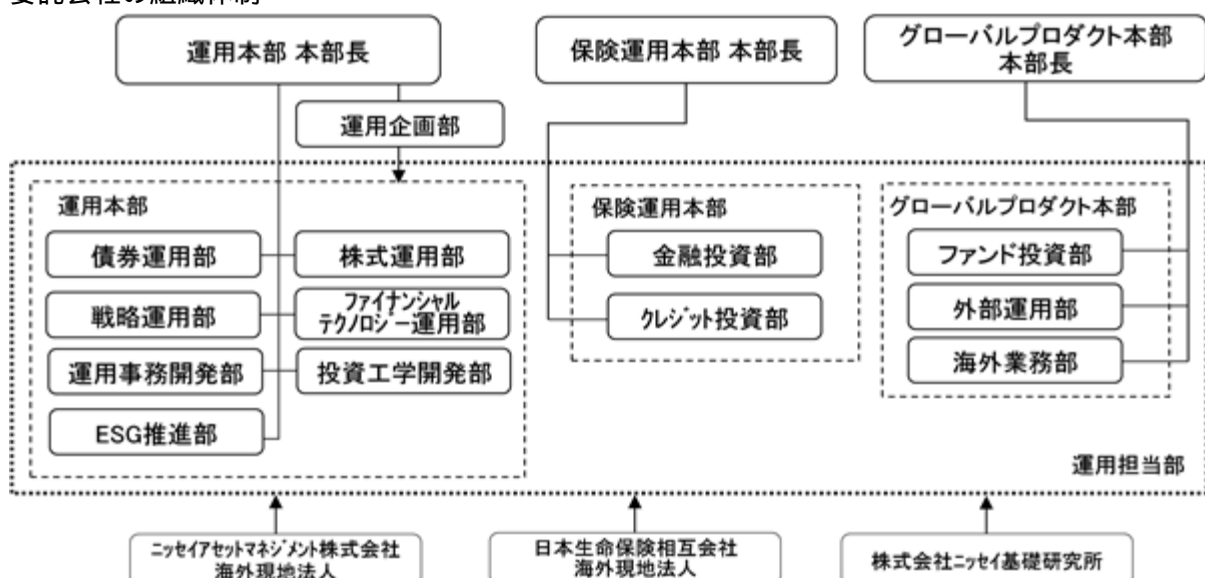 委託会社の組織体制
運用本部 本部長
保険運用本部 本部長
グローバルプロダクト本部
本部長
運用企画部
運用本部
債券運用部
株式運用部
戦略運用部
ファイナンシャル
テクノロジー運用部
運用事務開発部
投資工学開発部
ESG推進部
保険運用本部
金融投資部
クレジット投資部
グローバルプロダクト本部
ファンド投資部
外部運用部
海外業務部
運用担当部
ニッセイアセットマネジメント株式会社
海外現地法人
日本生命保険相互会社
海外現地法人
株式会社ニッセイ基礎研究所